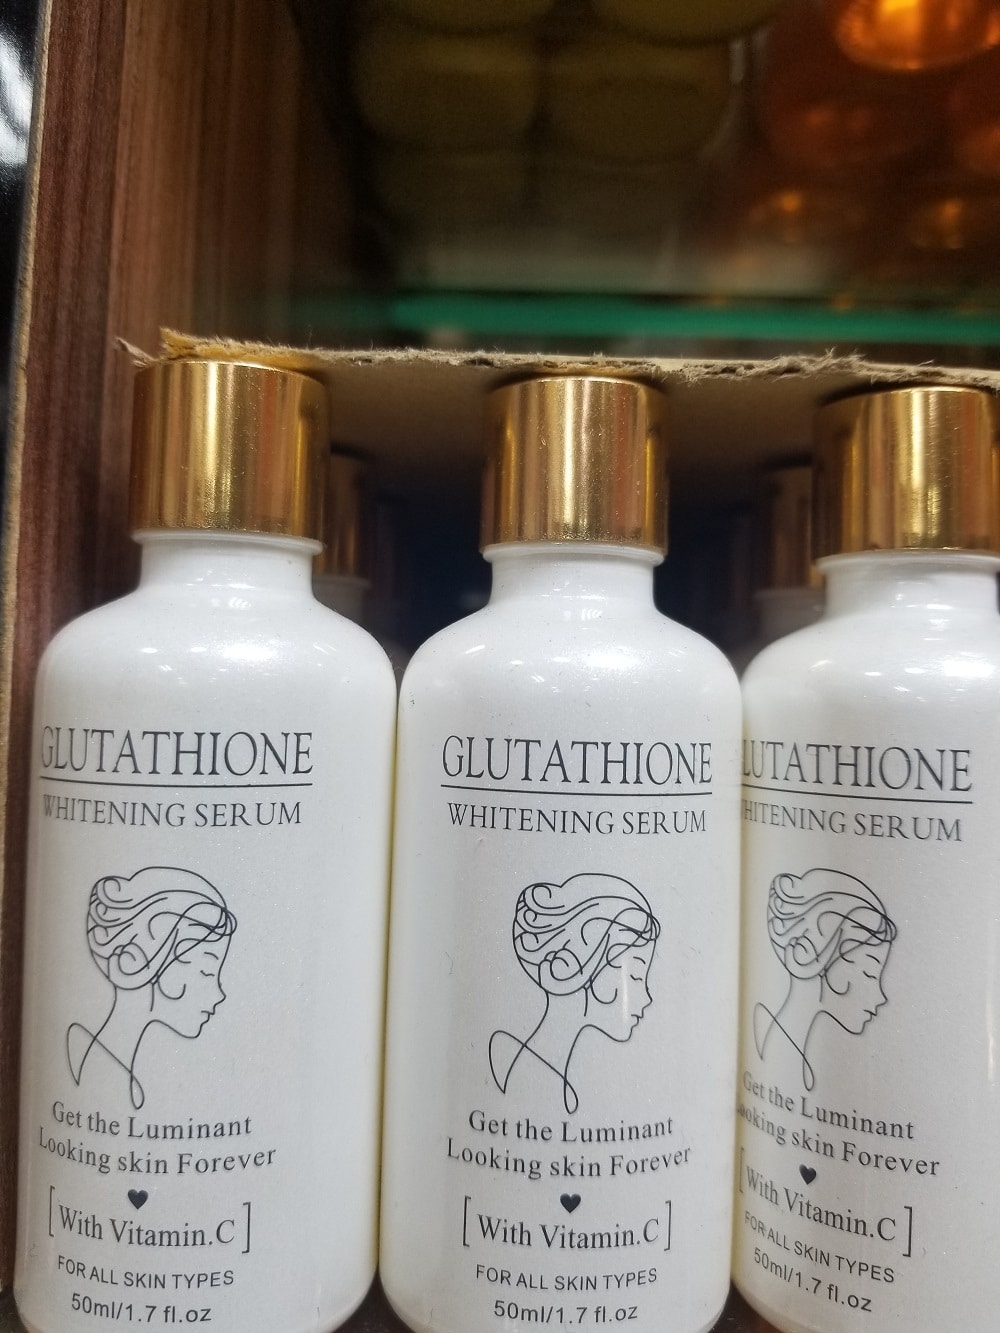 GLUTATHIONE
WHITENING SERUM
Get the Luminant
Looking skin Forever
[With Vitamin.C]
FOR ALL SKIN TYPES
50ml/1.7 fl.oz
GLUTATHIONE
WHITENING SERUM
Get the Luminant
Looking skin Forever
[With Vitamin.C]
FOR ALL SKIN TYPES
50ml/1.7 fl.oz
LUTATHIONE
HITENING SERUM
Get the Luminant
ooking skin Forever
[With Vitamin.C]
FOR ALL SKIN TYPES
50ml/1.7 fl.oz